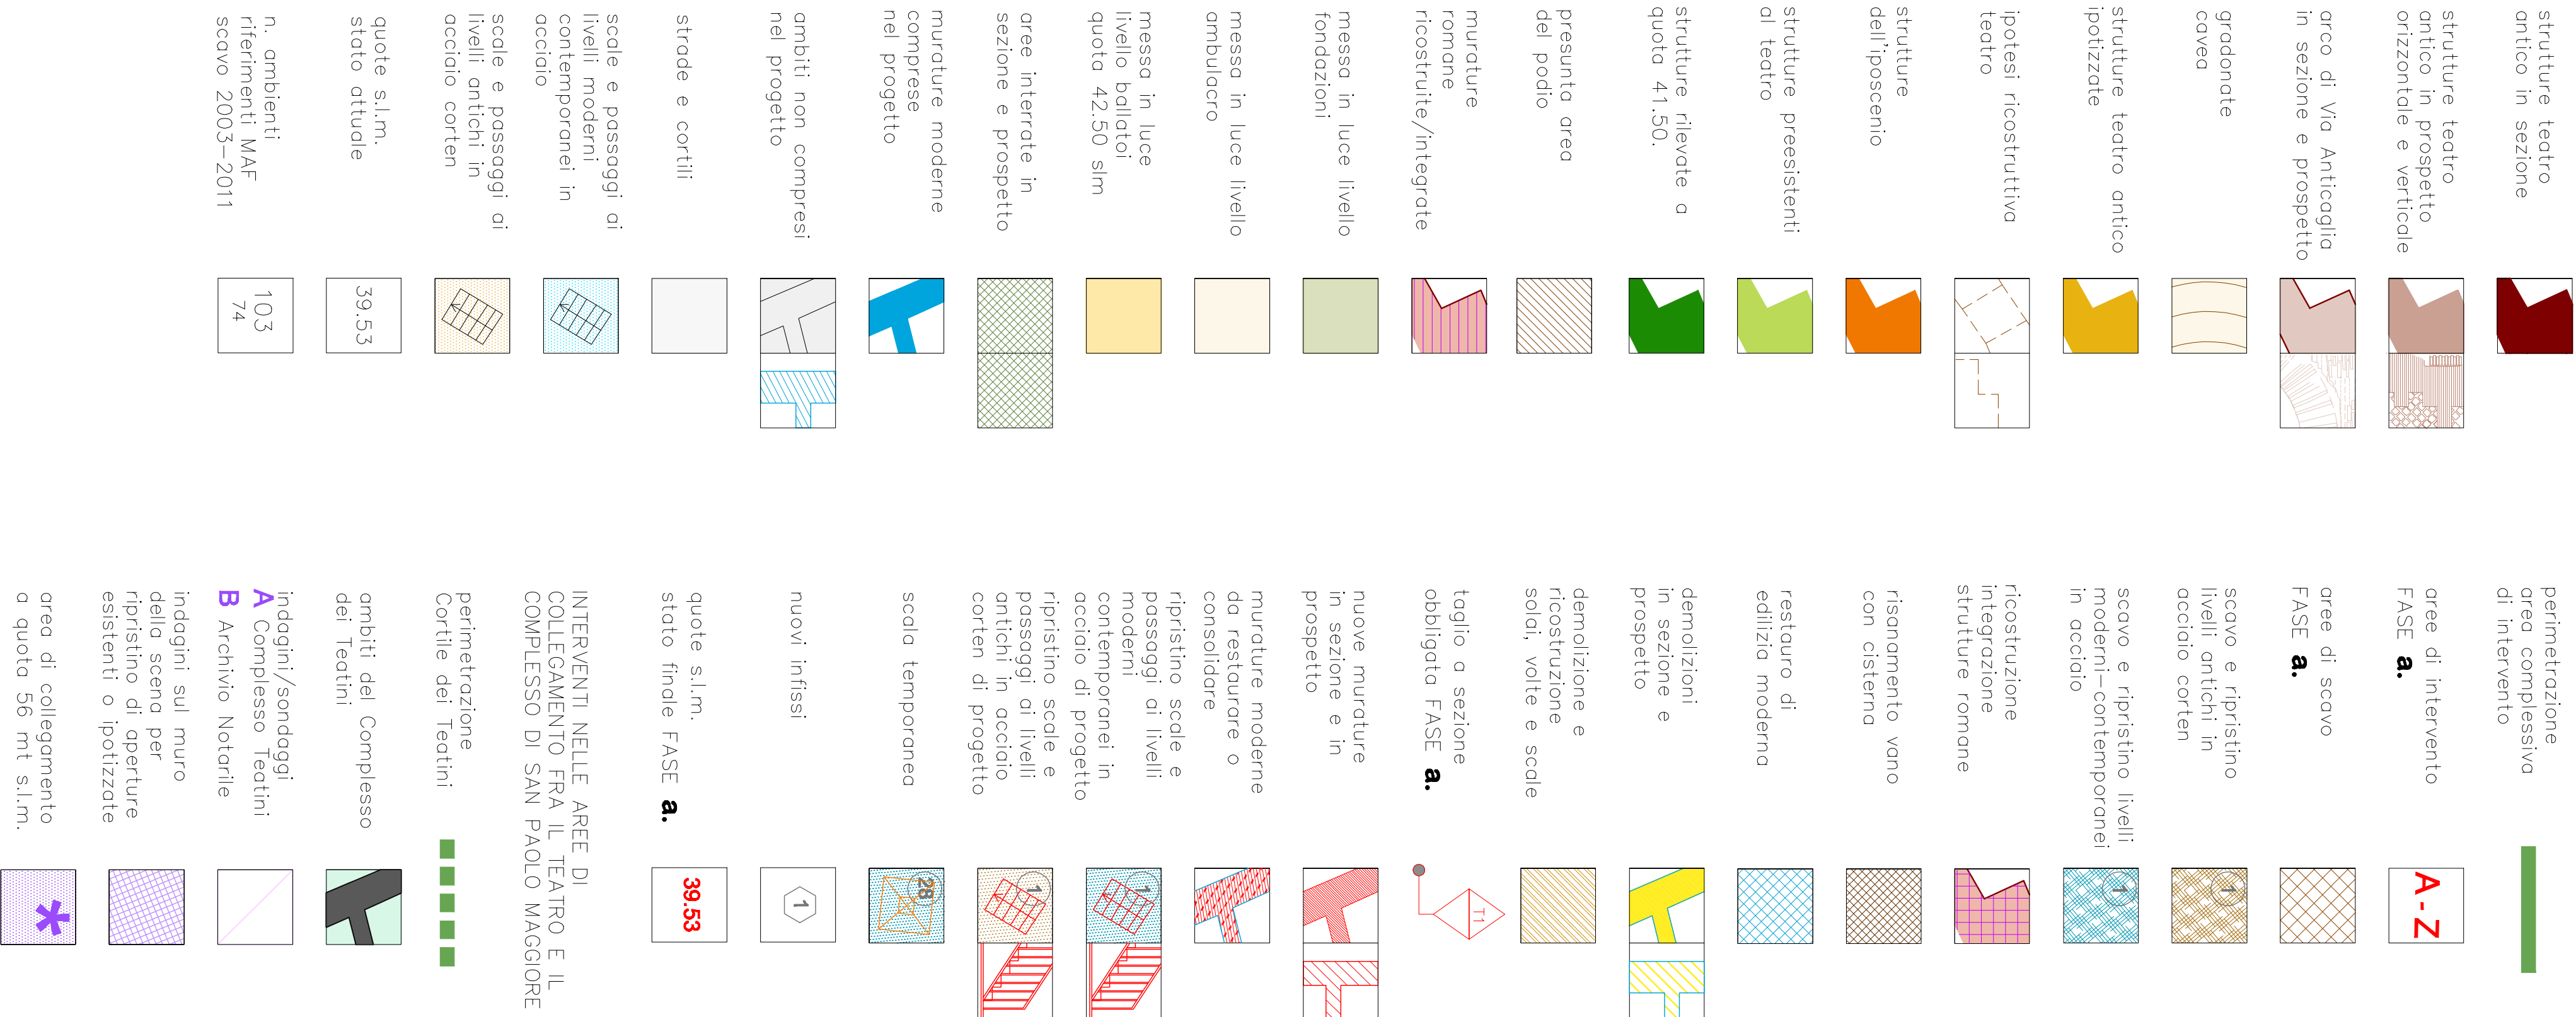 strutture teatro
antico in sezione
strutture teatro
antico in prospetto
orizzontale e verticale
arco di Via Anticaglia
in sezione e prospetto
gradonate
cavea
strutture teatro antico
ipotizzate
ipotesi ricostruttiva
teatro
strutture
dell'iposcenio
strutture preesistenti
al teatro
strutture rilevate a
quota 41.50.
presunta area
del podio
murature
romane
ricostruite/integrate
messa in luce livello
fondazioni
messa in luce livello
ambulacro
messa in luce
livello ballatoi
quota 42.50 slm
aree interrate in
sezione e prospetto
murature moderne
comprese
nel progetto
ambiti non compresi
nel progetto
strade e cortili
scale e passaggi ai
livelli moderni
contemporanei in
acciaio
scale e passaggi ai
livelli antichi in
acciaio corten
quote s.l.m.
stato attuale
39.53
n. ambienti
riferimenti MAF
scavo 2003-2011
103
74
perimetrazione
area complessiva
di intervento
aree di intervento
FASE a.
A-Z
aree di scavo
FASE a.
scavo e ripristino
livelli antichi in
acciaio corten
1
scavo e ripristino livelli
moderni-contemporanei
in acciaio
1
ricostruzione
integrazione
strutture romane
risanamento vano
con cisterna
restauro di
edilizia moderna
demolizioni
in sezione e
prospetto
demolizione e
ricostruzione
solai, volte e scale
taglio a sezione
obbligata FASE a.
T1
nuove murature
in sezione e in
prospetto
murature moderne
da restaurare o
consolidare
ripristino scale e
passaggi ai livelli
moderni
contemporanei in
acciaio di progetto
1
ripristino scale e
passaggi ai livelli
antichi in acciaio
corten di progetto
1
scala temporanea
28
nuovi infissi
1
quote s.l.m.
stato finale FASE a.
39.53
INTERVENTI NELLE AREE DI
COLLEGAMENTO FRA IL TEATRO E IL
COMPLESSO DI SAN PAOLO MAGGIORE
perimetrazione
Cortile dei Teatini
ambiti del Complesso
dei Teatini
indagini/sondaggi
A Complesso Teatini
B Archivio Notarile
indagini sul muro
della scena per
ripristino di aperture
esistenti o ipotizzate
area di collegamento
a quota 56 mt s.l.m.
*